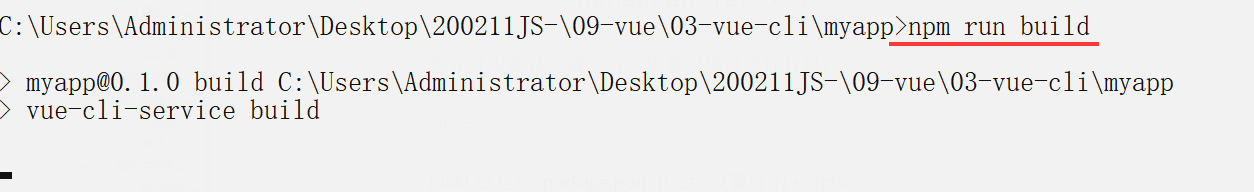 C:\Users\Administrator\Desktop\200211JS-\09-vue\03-vue-cli\myapp>npm run build
> myapp@0.1.0 build C:\Users\Administrator\Desktop\200211JS-\09-vue\03-vue-cli\myapp
> vue-cli-service build